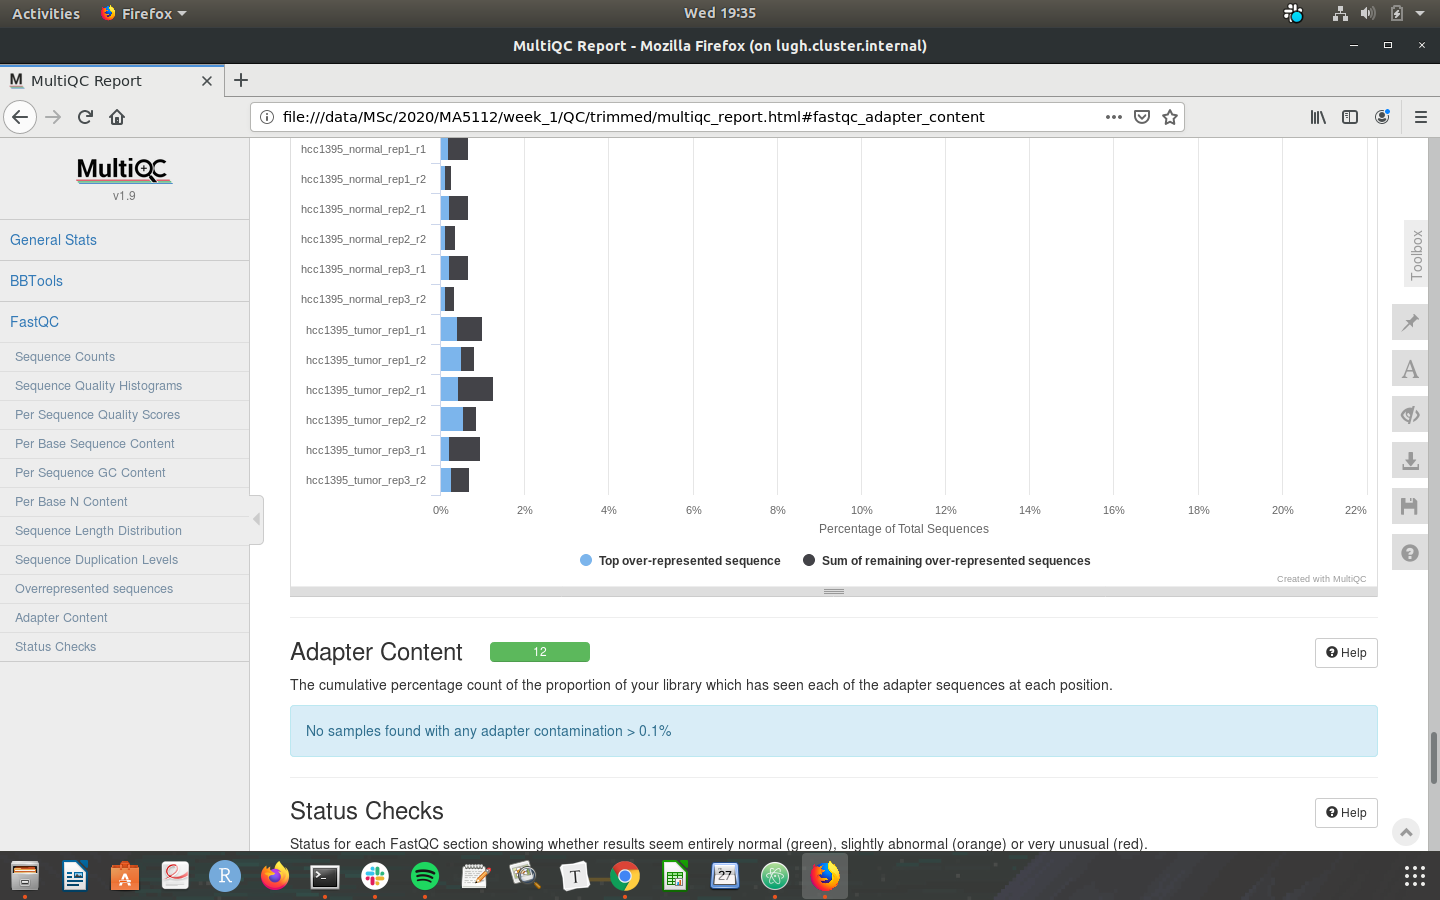 Activities Firefox Wed 19:35
MultiQC Report - Mozilla Firefox (on lugh.cluster.internal)
M MultiQC Report
file:///data/MSc/2020/MA5112/week_1/QC/trimmed/multiqc_report.html#fastqc_adapter_content
MultiQC
v1.9
General Stats
BBTools
FastQC
Sequence Counts
Sequence Quality Histograms
Per Sequence Quality Scores
Per Base Sequence Content
Per Sequence GC Content
Per Base N Content
Sequence Length Distribution
Sequence Duplication Levels
Overrepresented sequences
Adapter Content
Status Checks
hcc1395_normal_rep1_r1
hcc1395_normal_rep1_r2
hcc1395_normal_rep2_r1
hcc1395_normal_rep2_r2
hcc1395_normal_rep3_r1
hcc1395_normal_rep3_r2
hcc1395_tumor_rep1_r1
hcc1395_tumor_rep1_r2
hcc1395_tumor_rep2_r1
hcc1395_tumor_rep2_r2
hcc1395_tumor_rep3_r1
hcc1395_tumor_rep3_r2
0% 2% 4% 6% 8% 10% 12% 14% 16% 18% 20% 22%
Percentage of Total Sequences
Top over-represented sequence Sum of remaining over-represented sequences
Created with MultiQC
Adapter Content 12 Help
The cumulative percentage count of the proportion of your library which has seen each of the adapter sequences at each position.
No samples found with any adapter contamination > 0.1%
Status Checks Help
Status for each FastQC section showing whether results seem entirely normal (green), slightly abnormal (orange) or very unusual (red).
Toolbox
A
R
T
27